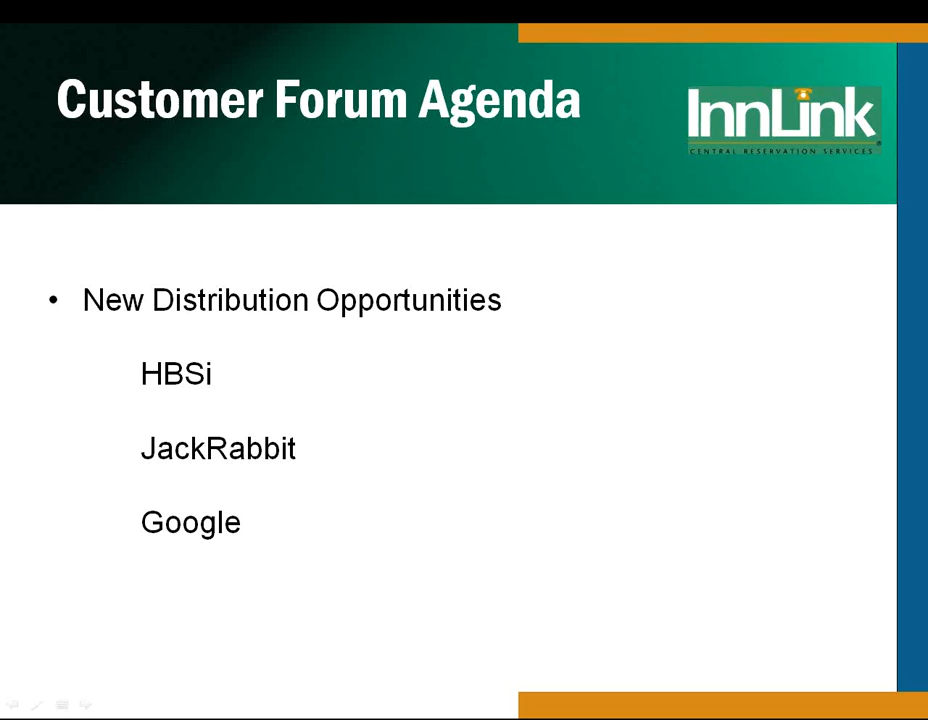 Customer Forum Agenda
InnLink
CENTRAL RESERVATION SERVICES
• New Distribution Opportunities
HBSi
JackRabbit
Google